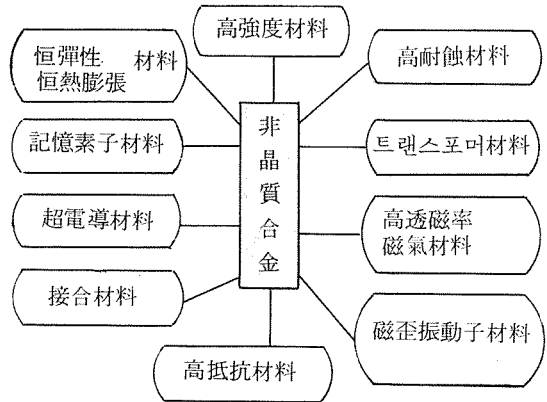 高強度材料
恒彈性 材料
恒熱膨張
高耐蝕材料
記憶素子材料
非晶質合金
트랜스포머材料
超電導材料
高透磁率
磁氣材料
接合材料
磁歪振動子材料
高抵抗材料